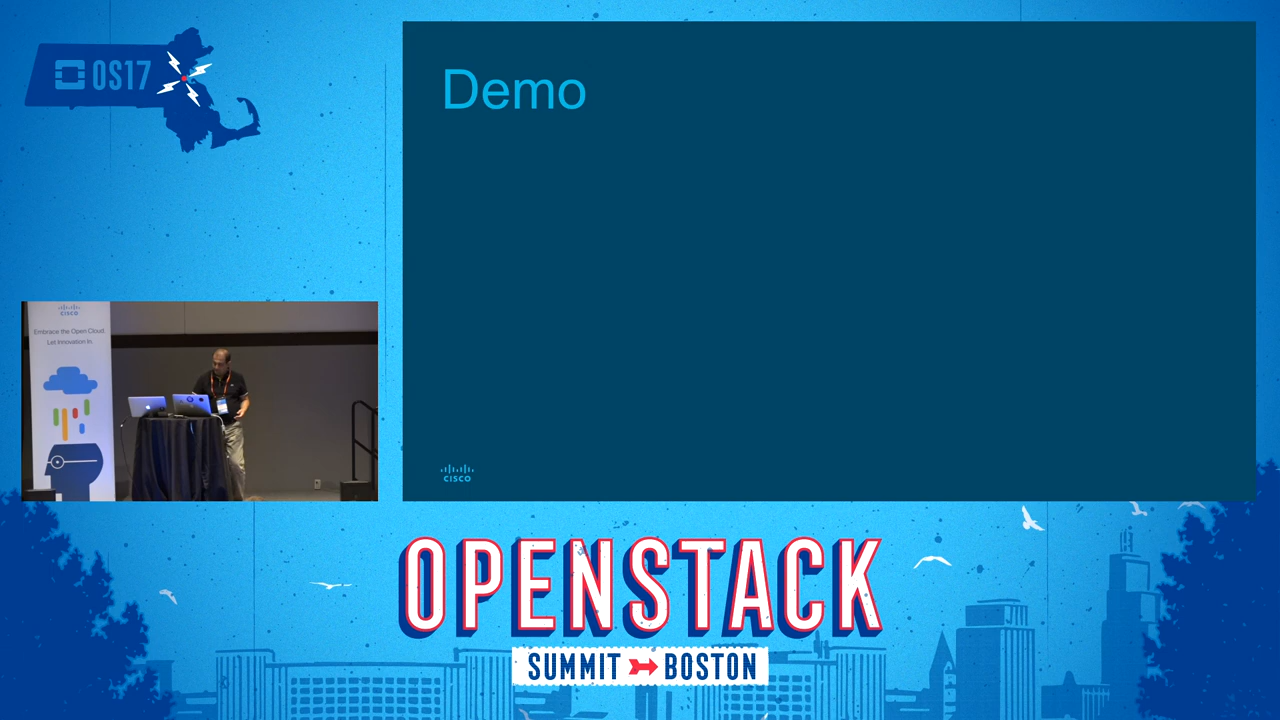 OS17
Demo
CISCO
Embrace the Open Cloud.
Let Innovation In.
CISCO
OPENSTACK
SUMMIT BOSTON